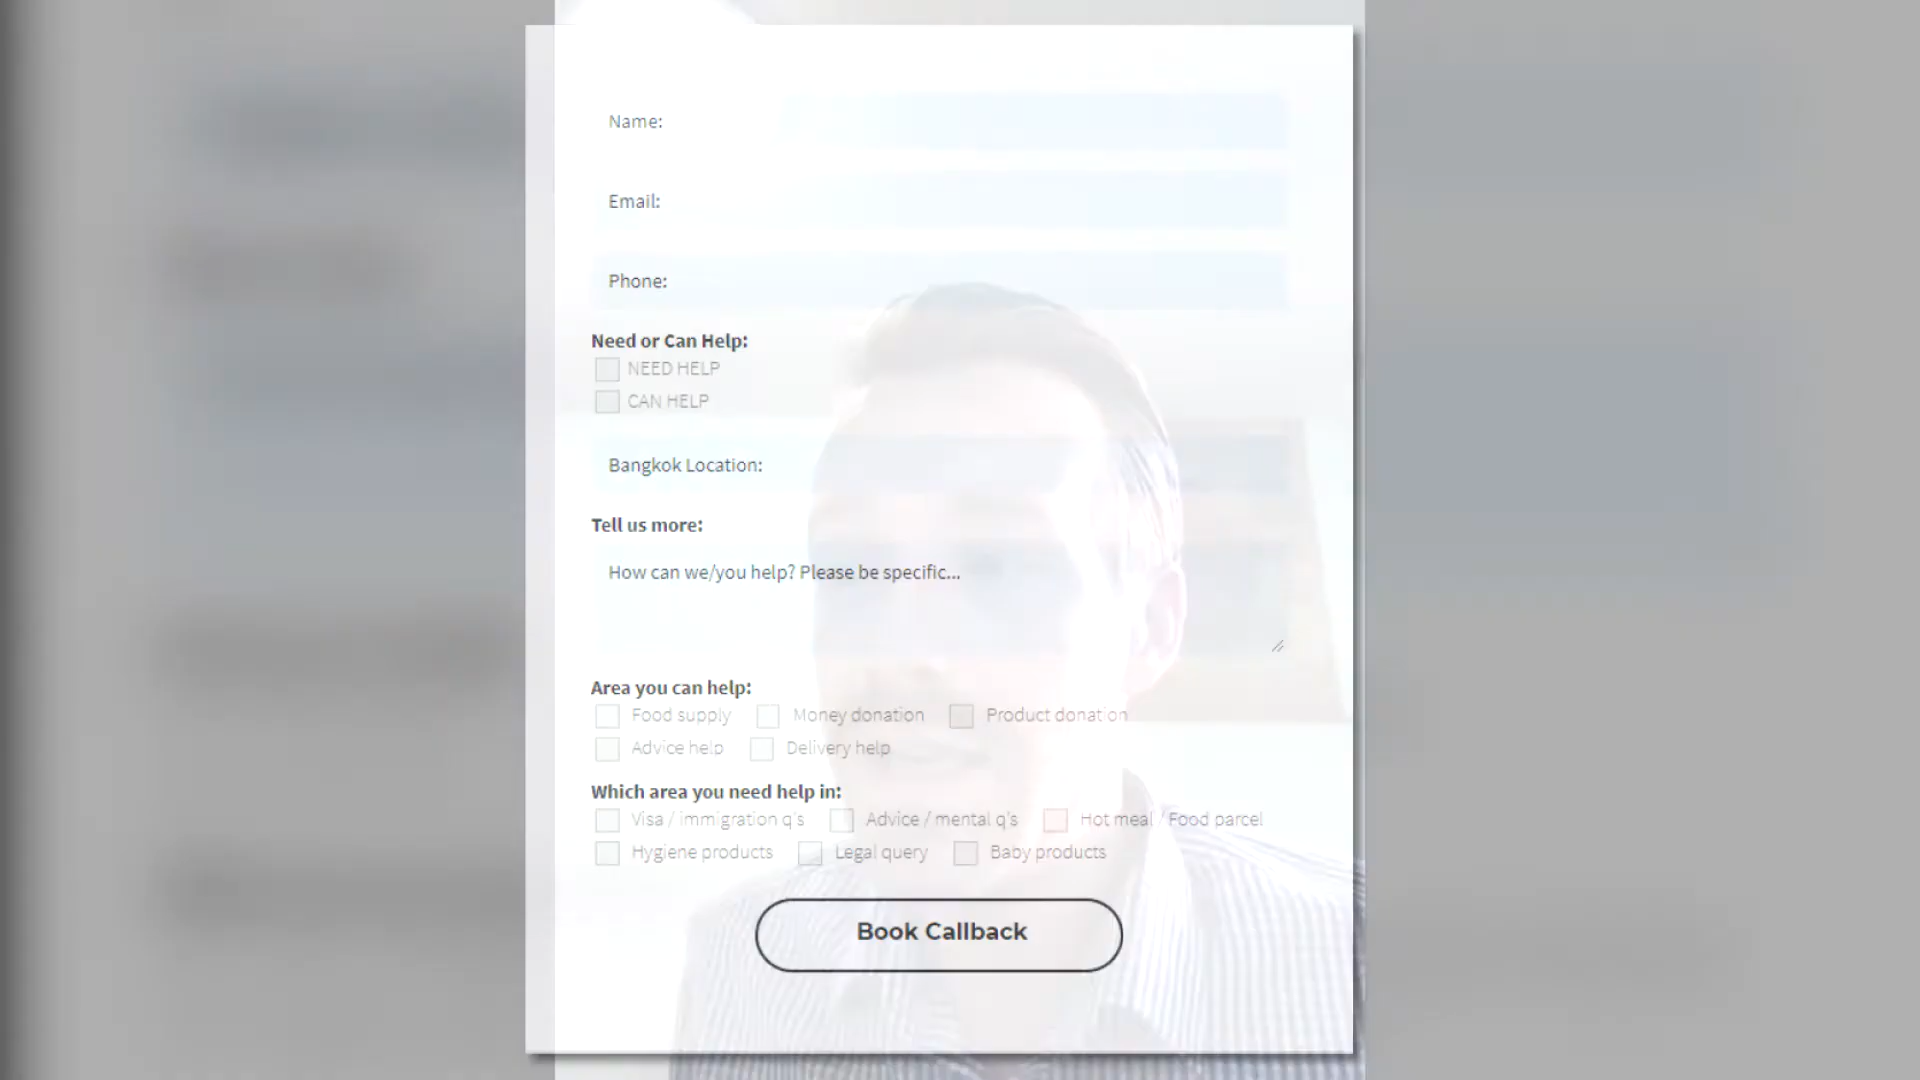 Name:
Email:
Phone:
Need or Can Help:
NEED HELP
CAN HELP
Bangkok Location:
Tell us more:
How can we/you help? Please be specific...
Area you can help:
Food supply Money donation Product donation
Advice help Delivery help
Which area you need help in:
Visa / immigration q's Advice / mental q's Hot meal / Food parcel
Hygiene products Legal query Baby products
Book Callback